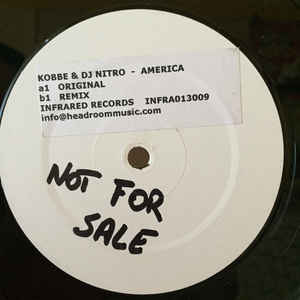 KOBBE & DJ NITRO - AMERICA
a1 ORIGINAL
b1 REMIX
INFRARED RECORDS INFRA013009
info@headroommusic.com
NOT FOR
SALE